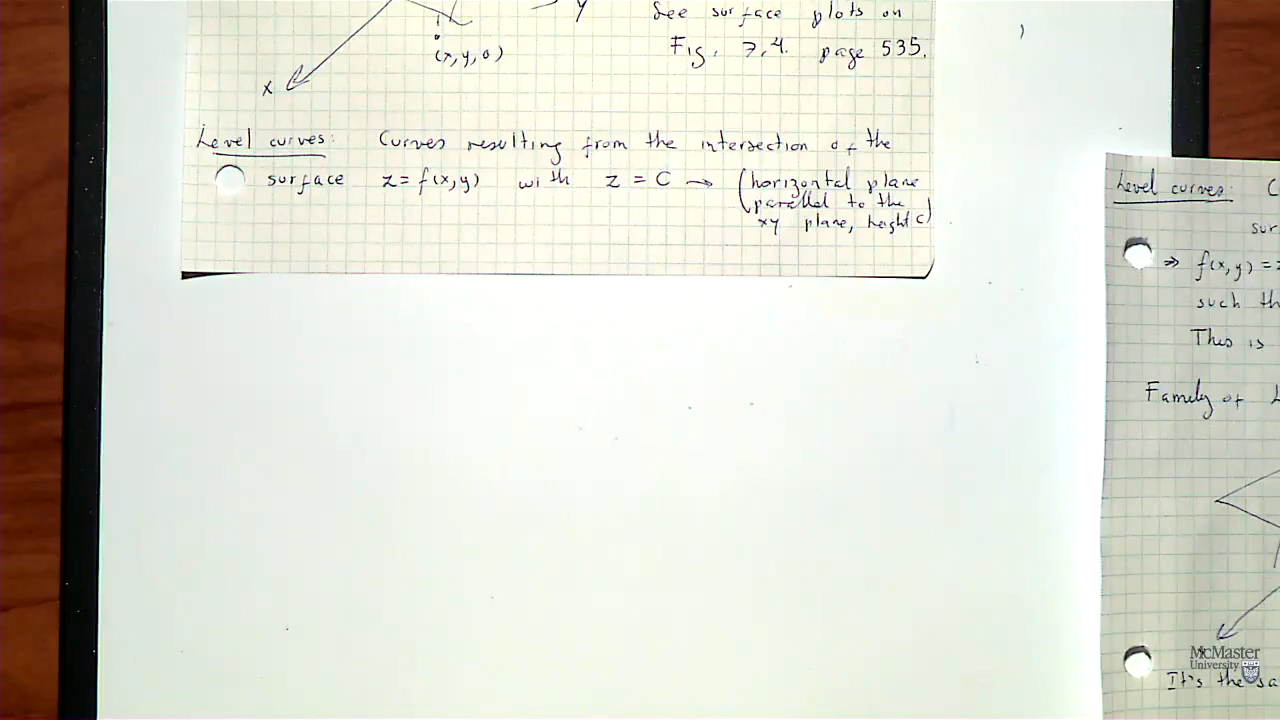 y
See surface plots on
Fig. 7,4. page 535.
(x, y, 0)
x
Level curves: Curves resulting from the intersection of the
surface z = f(x,y) with z = C → (horizontal plane
parallel to the
xy plane, height C)
Level curves: C
sur
⇒ f(x,y) =
such th
This is
Family of
McMaster
University
It's the sa